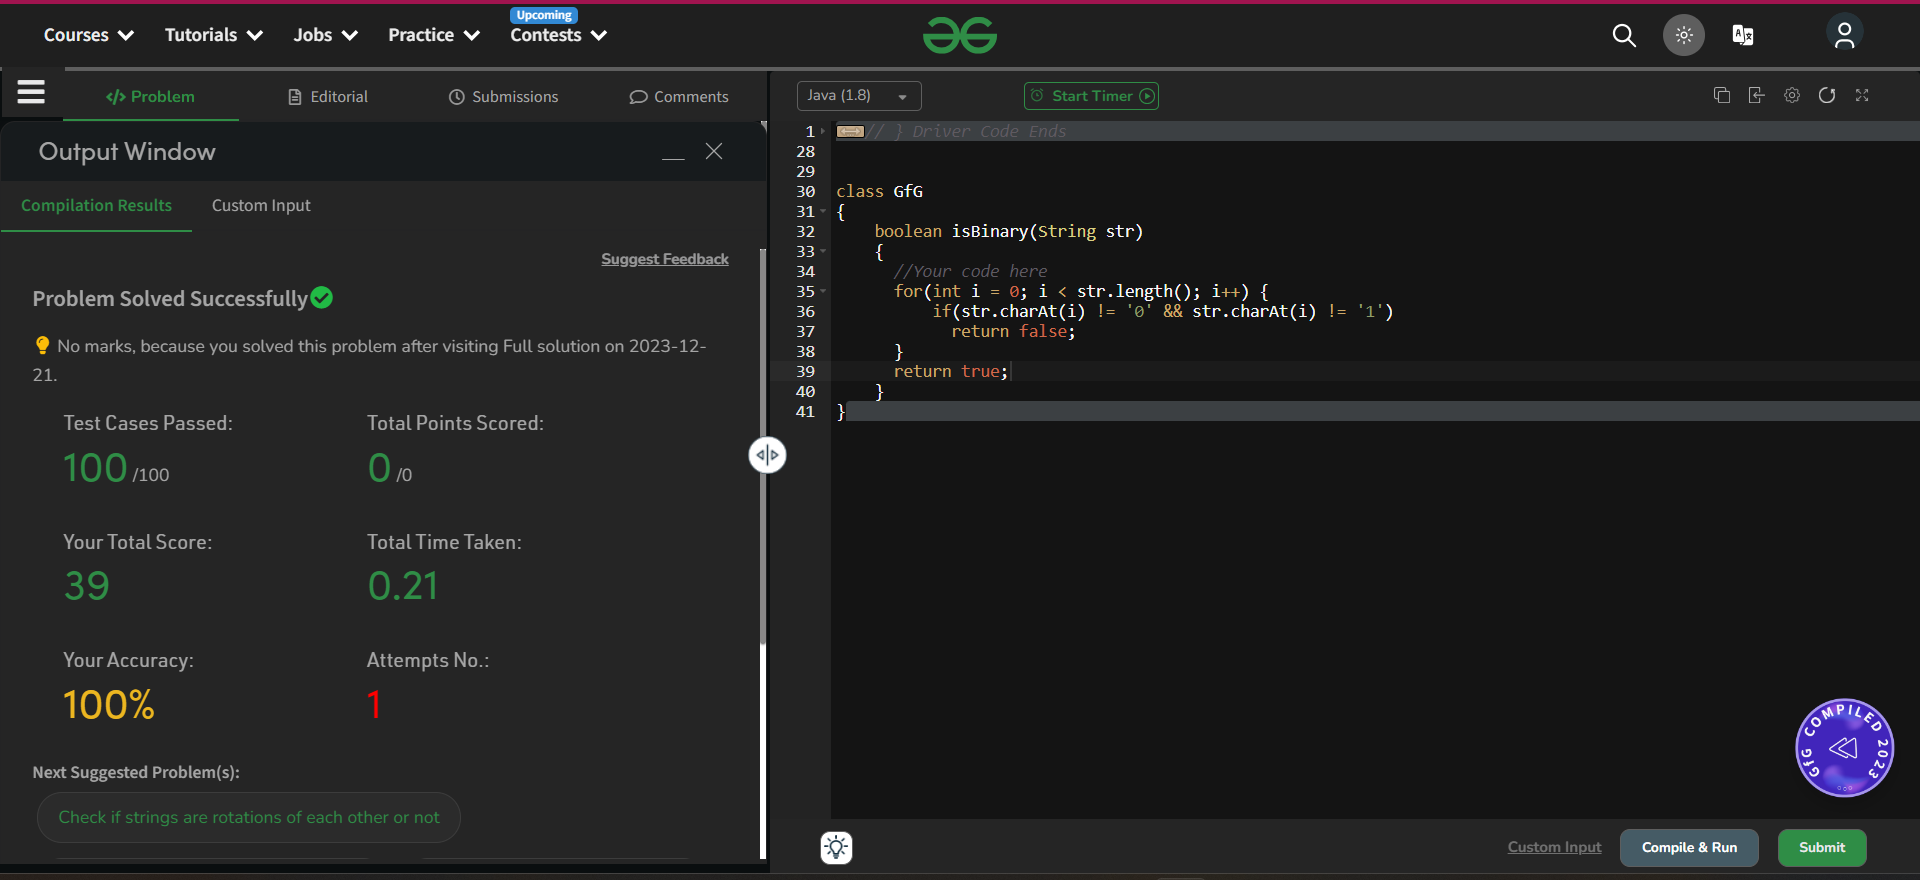 Courses
Tutorials
Jobs
Practice
Upcoming
Contests
Problem
Editorial
Submissions
Comments
Output Window
Compilation Results
Custom Input
Suggest Feedback
Problem Solved Successfully
No marks, because you solved this problem after visiting Full solution on 2023-12-
21.
Test Cases Passed:
100 /100
Total Points Scored:
0 /0
Your Total Score:
39
Total Time Taken:
0.21
Your Accuracy:
100%
Attempts No.:
1
Next Suggested Problem(s):
Check if strings are rotations of each other or not
Java (1.8)
Start Timer
1 // } Driver Code Ends
28
29
30 class GfG
31 {
32 boolean isBinary(String str)
33 {
34 //Your code here
35 for(int i = 0; i < str.length(); i++) {
36 if(str.charAt(i) != '0' && str.charAt(i) != '1')
37 return false;
38 }
39 return true;
40 }
41 }
GfG COMPILED 2023
Custom Input
Compile & Run
Submit